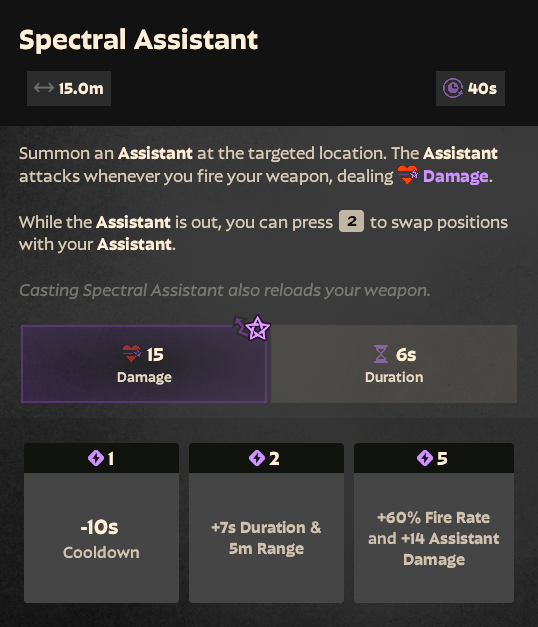 Spectral Assistant
15.0m
40s
Summon an Assistant at the targeted location. The Assistant
attacks whenever you fire your weapon, dealing Damage.
While the Assistant is out, you can press 2 to swap positions
with your Assistant.
Casting Spectral Assistant also reloads your weapon.
15
Damage
6s
Duration
1
-10s
Cooldown
2
+7s Duration &
5m Range
5
+60% Fire Rate
and +14 Assistant
Damage